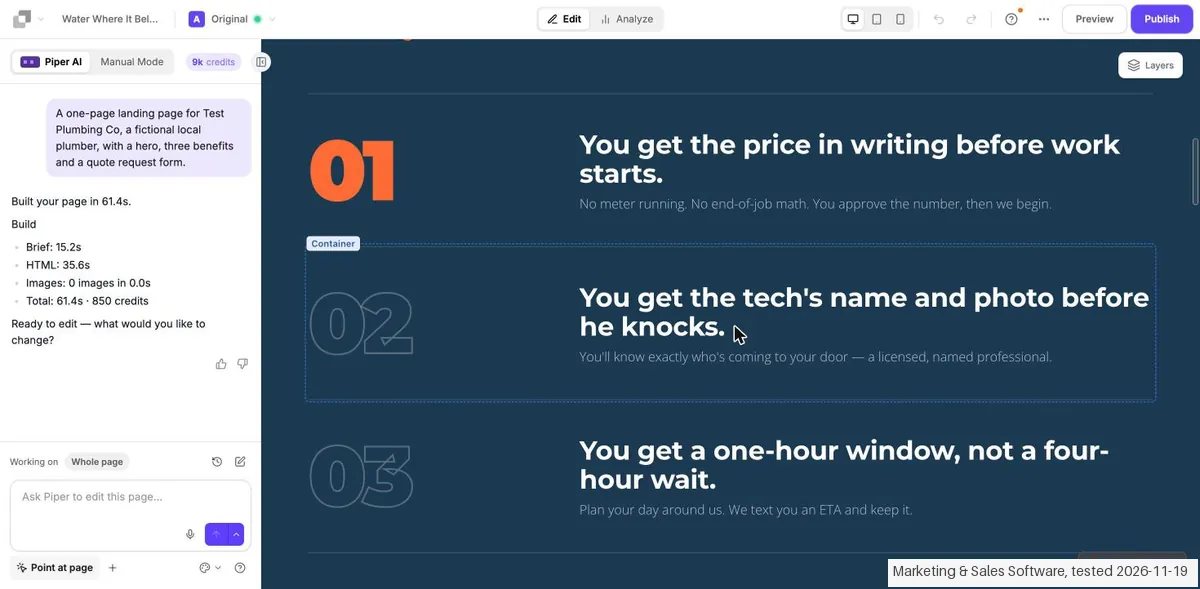 Water Where It Bel...
A
Original
Edit
Analyze
Preview
Publish
Piper AI
Manual Mode
9k credits
Layers
A one-page landing page for Test
Plumbing Co, a fictional local
plumber, with a hero, three benefits
and a quote request form.
Built your page in 61.4s.
Build
Brief: 15.2s
HTML: 35.6s
Images: 0 images in 0.0s
Total: 61.4s · 850 credits
Ready to edit — what would you like to
change?
Working on
Whole page
Ask Piper to edit this page...
Point at page
01
You get the price in writing before work
starts.
No meter running. No end-of-job math. You approve the number, then we begin.
Container
02
You get the tech's name and photo before
he knocks.
You'll know exactly who's coming to your door — a licensed, named professional.
03
You get a one-hour window, not a four-
hour wait.
Plan your day around us. We text you an ETA and keep it.
Marketing & Sales Software, tested 2026-11-19